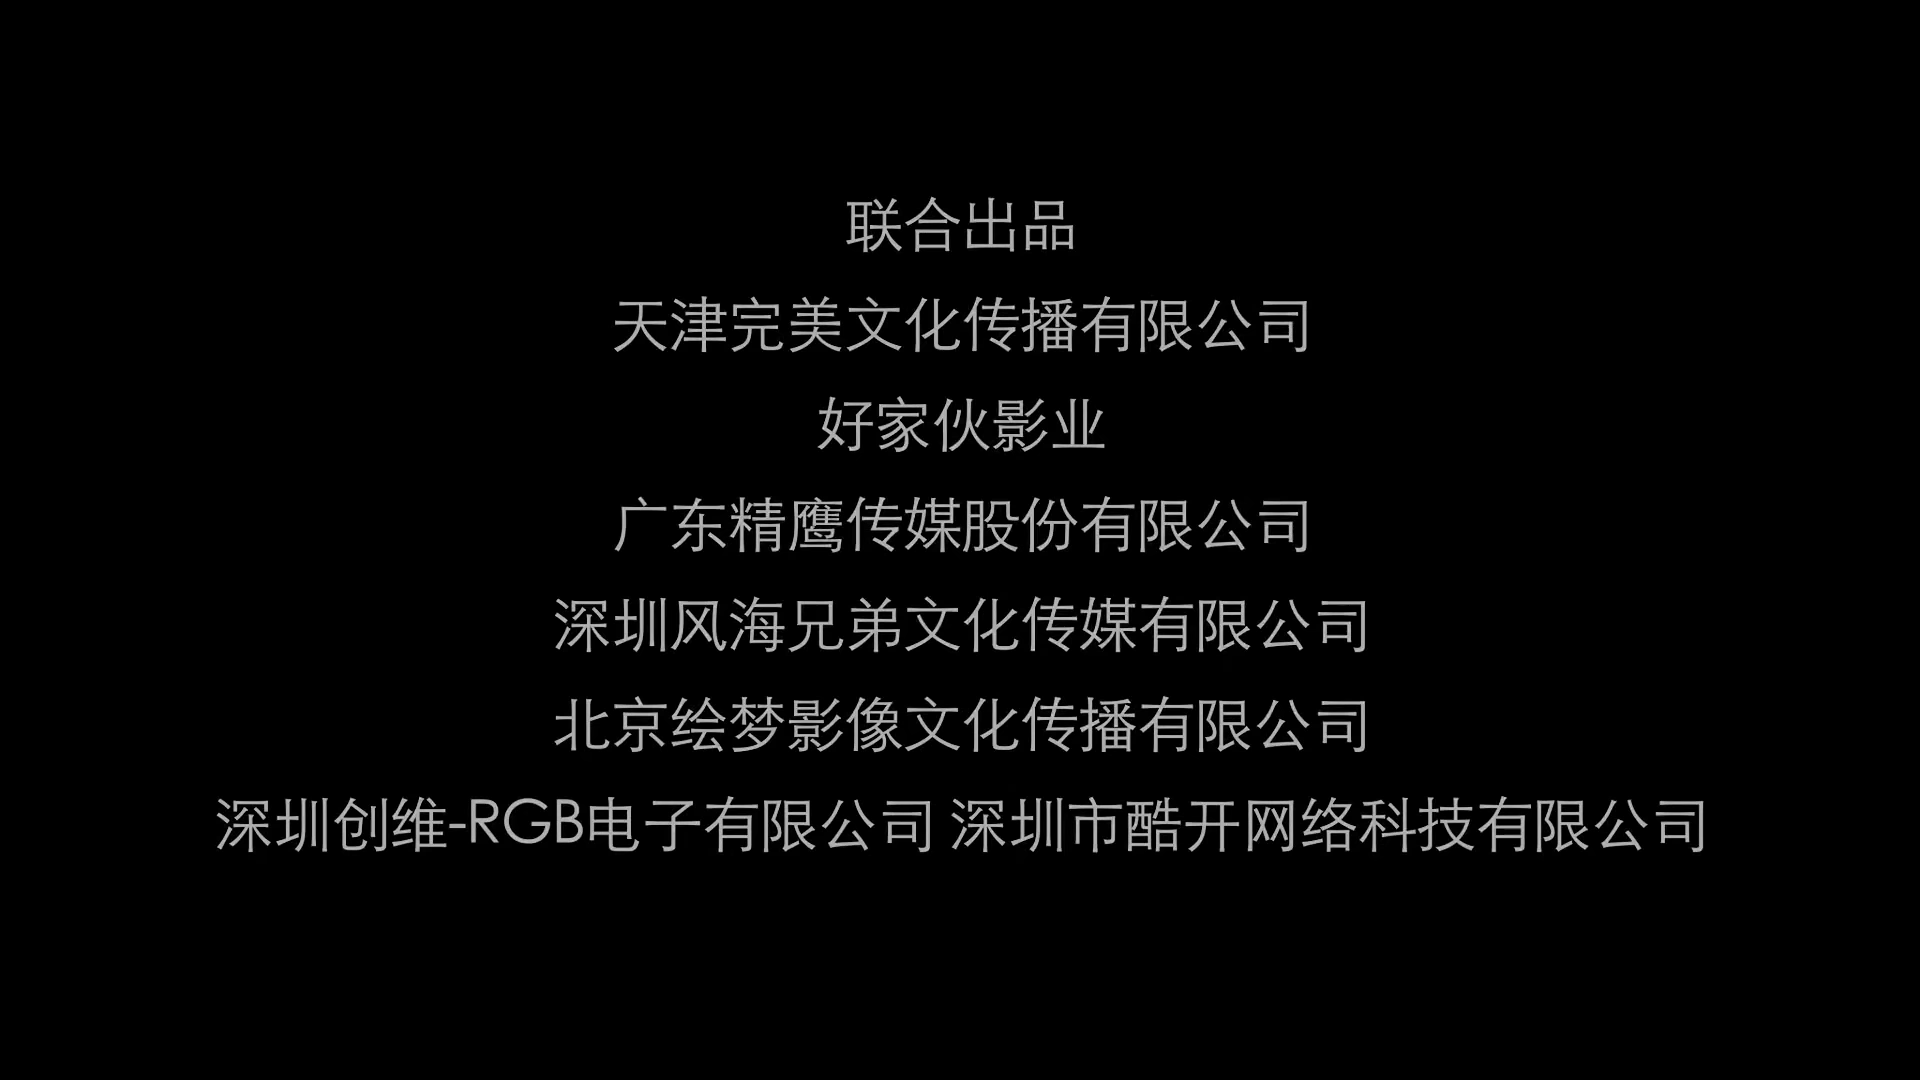 联合出品
天津完美文化传播有限公司
好家伙影业
广东精鹰传媒股份有限公司
深圳风海兄弟文化传媒有限公司
北京绘梦影像文化传播有限公司
深圳创维-RGB电子有限公司 深圳市酷开网络科技有限公司